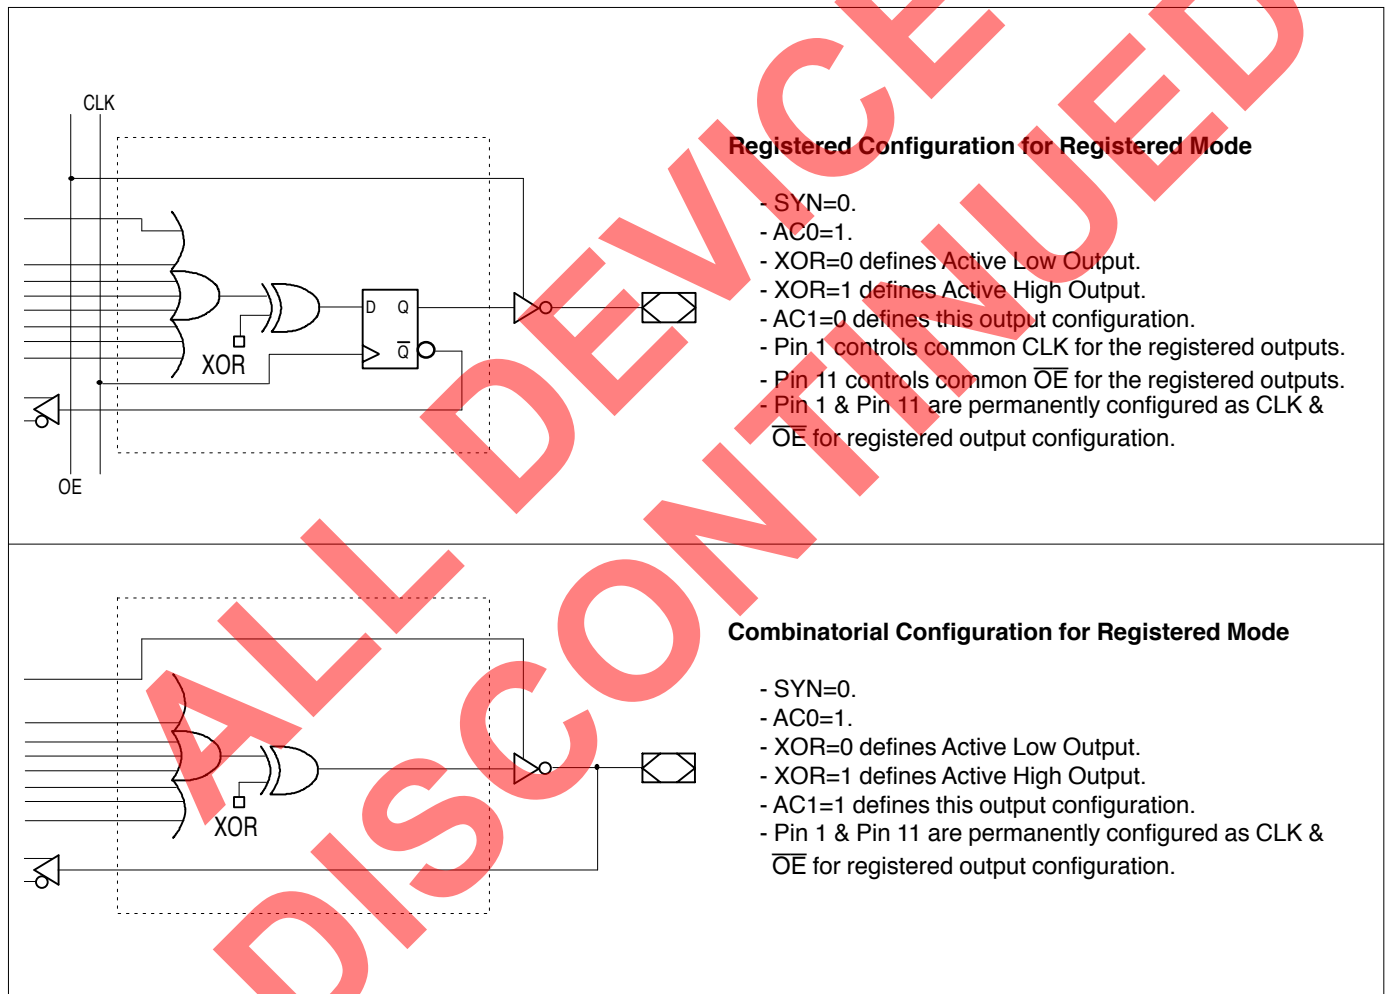 CLK
Registered Configuration for Registered Mode
- SYN=0.
- AC0=1.
- XOR=0 defines Active Low Output.
- XOR=1 defines Active High Output.
- AC1=0 defines this output configuration.
- Pin 1 controls common CLK for the registered outputs.
- Pin 11 controls common O̅E̅ for the registered outputs.
- Pin 1 & Pin 11 are permanently configured as CLK &
O̅E̅ for registered output configuration.
D Q
Q̅
XOR
OE
Combinatorial Configuration for Registered Mode
- SYN=0.
- AC0=1.
- XOR=0 defines Active Low Output.
- XOR=1 defines Active High Output.
- AC1=1 defines this output configuration.
- Pin 1 & Pin 11 are permanently configured as CLK &
O̅E̅ for registered output configuration.
XOR
ALL DEVICE
DISCONTINUED